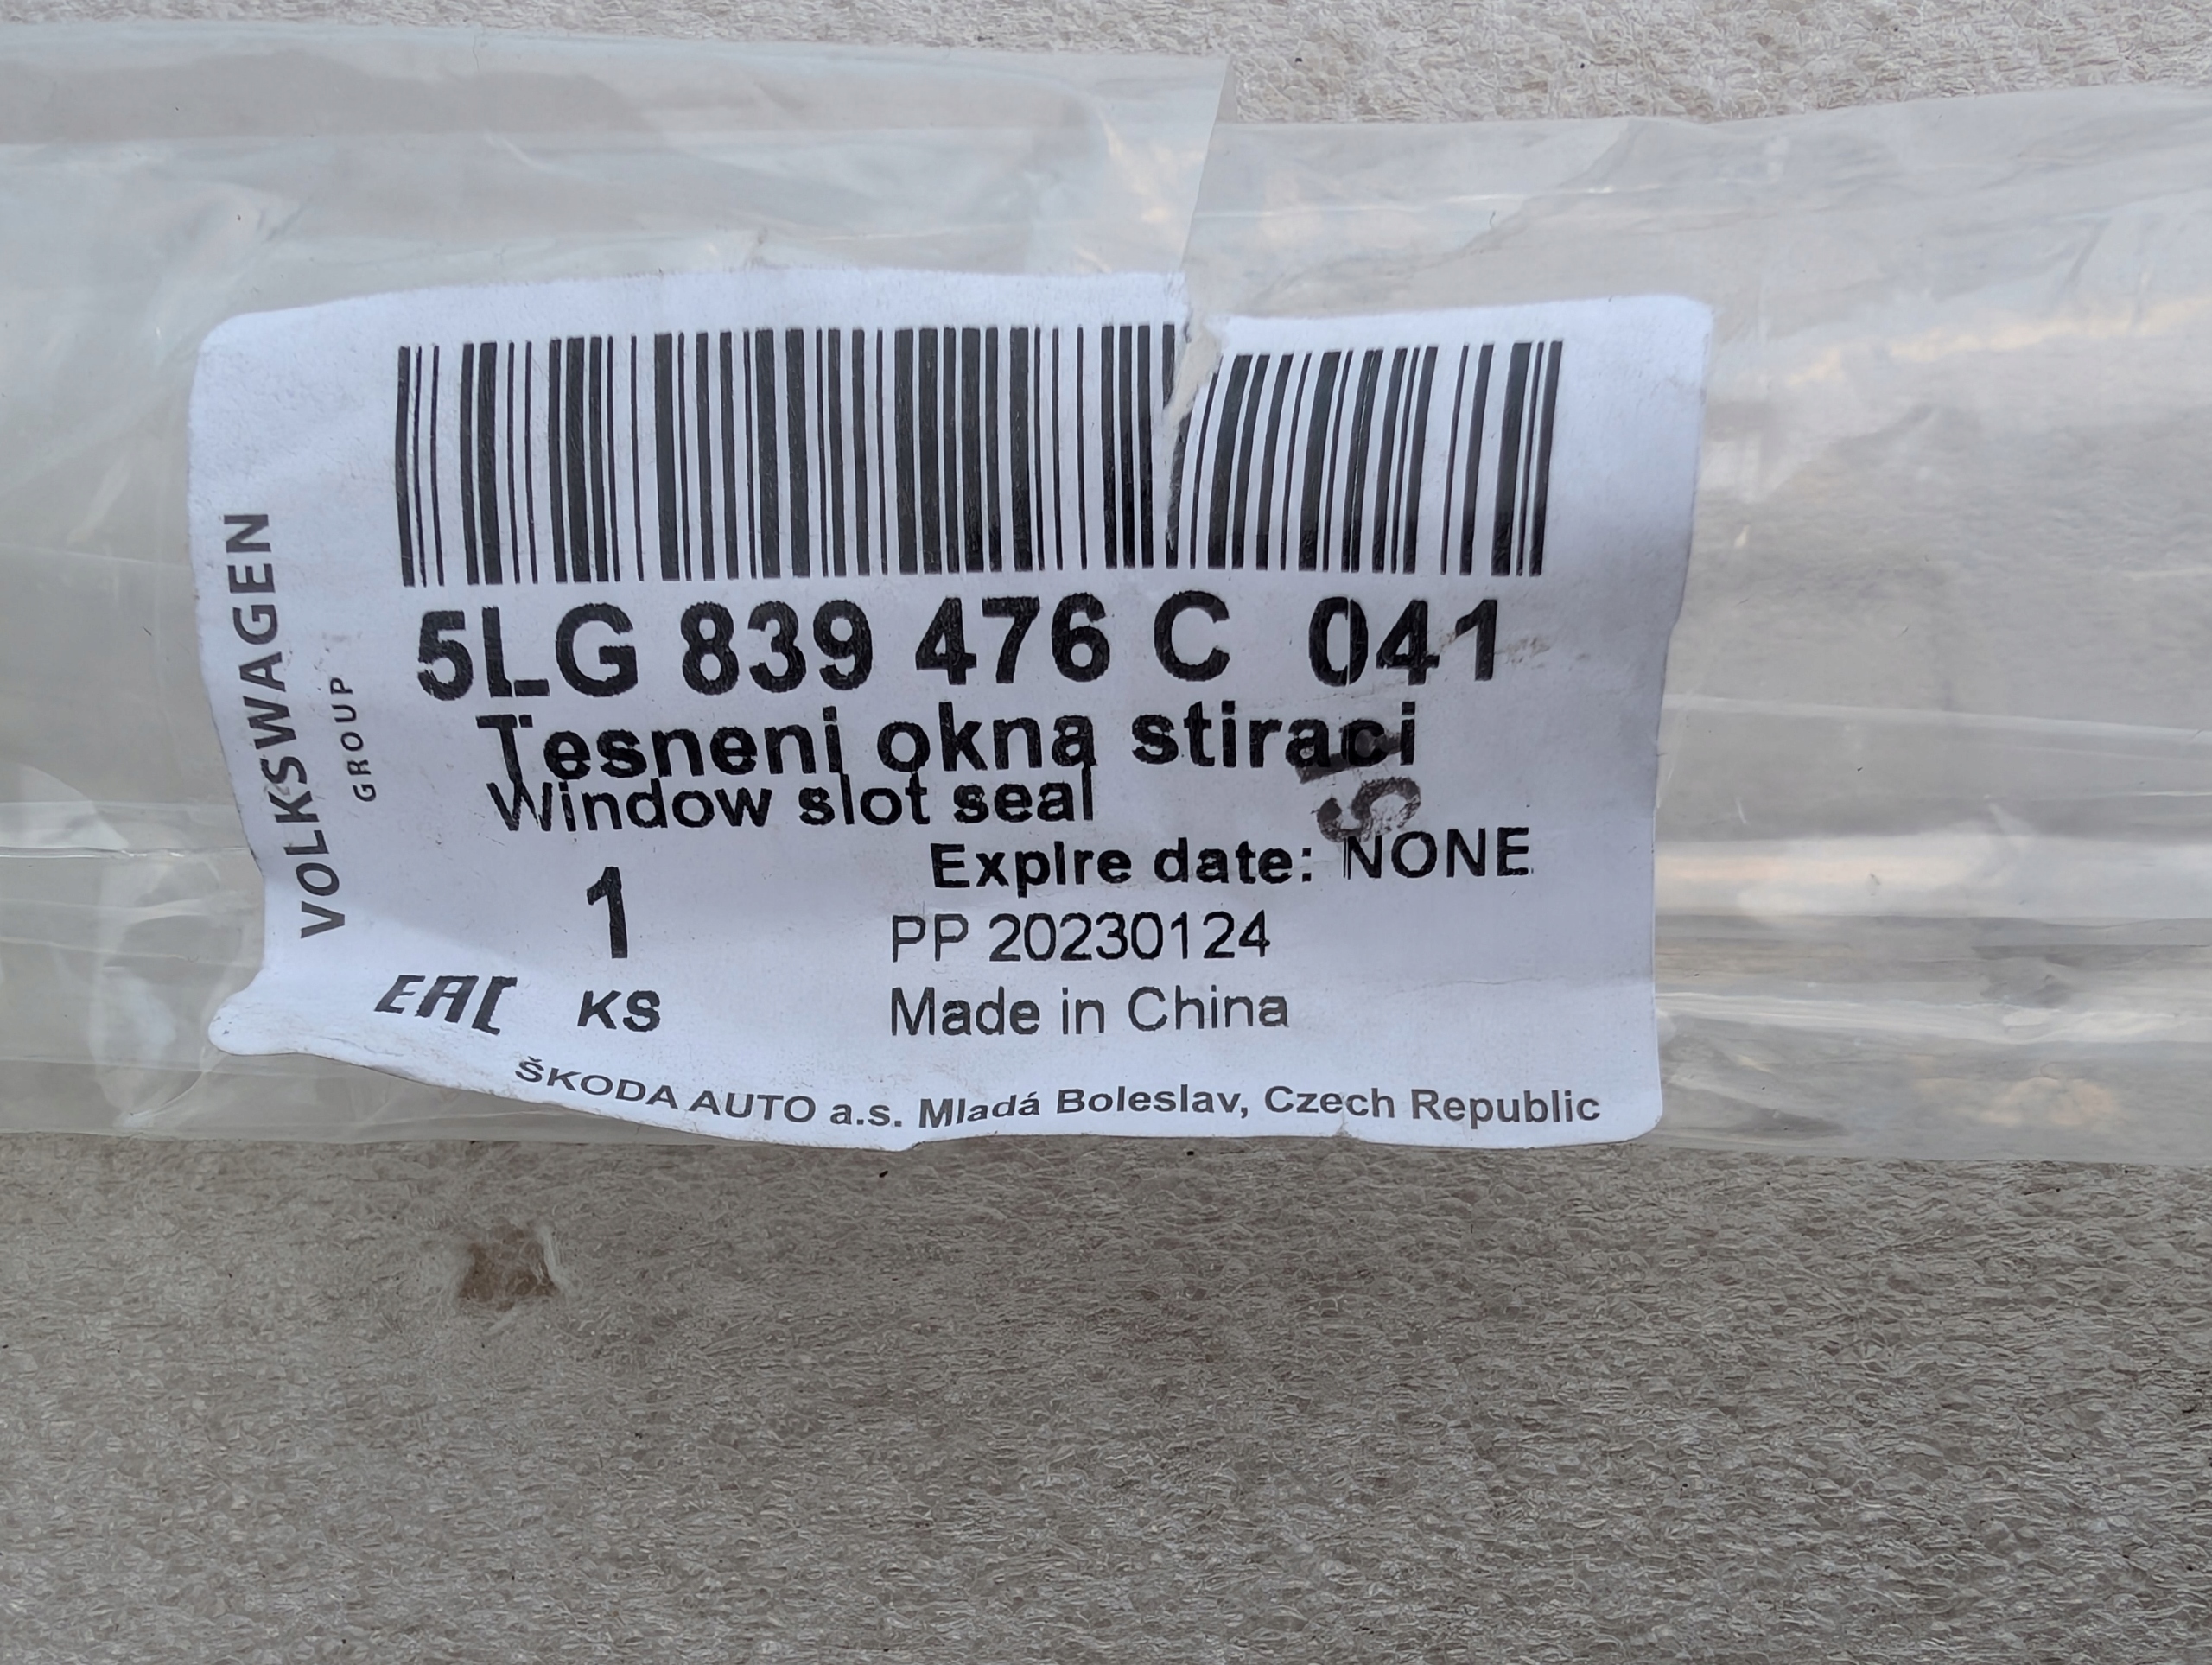 VOLKSWAGEN
GROUP
5LG 839 476 C 041
Tesneni okna stiraci
Window slot seal
Expire date: NONE
1
PP 20230124
EAC KS
Made in China
ŠKODA AUTO a.s. Mladá Boleslav, Czech Republic